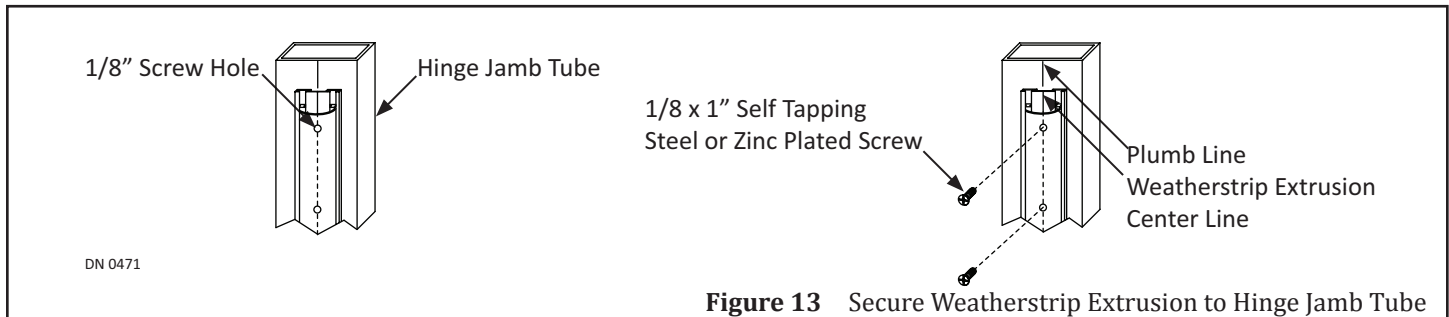 1/8” Screw Hole
Hinge Jamb Tube
1/8 x 1” Self Tapping
Steel or Zinc Plated Screw
Plumb Line
Weatherstrip Extrusion
Center Line
DN 0471
Figure 13 Secure Weatherstrip Extrusion to Hinge Jamb Tube